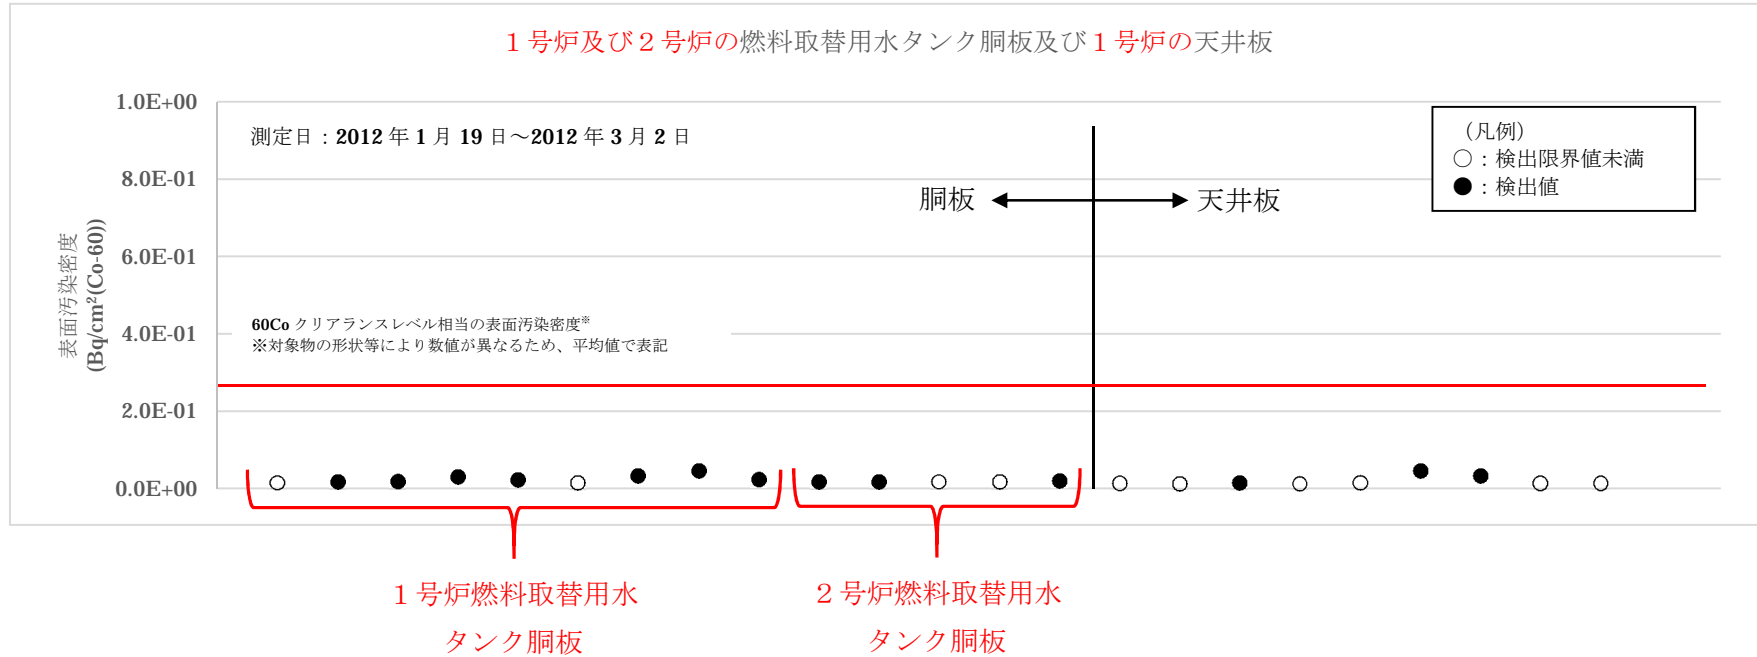 １号炉及び２号炉の燃料取替用水タンク胴板及び１号炉の天井板
1.0E+00
8.0E-01
6.0E-01
4.0E-01
2.0E-01
0.0E+00
表面汚染密度
(Bq/cm²(Co-60))
測定日：2012 年 1 月 19 日～2012 年 3 月 2 日
（凡例）
○：検出限界値未満
●：検出値
胴板
天井板
60Co クリアランスレベル相当の表面汚染密度※
※対象物の形状等により数値が異なるため、平均値で表記
１号炉燃料取替用水
タンク胴板
２号炉燃料取替用水
タンク胴板